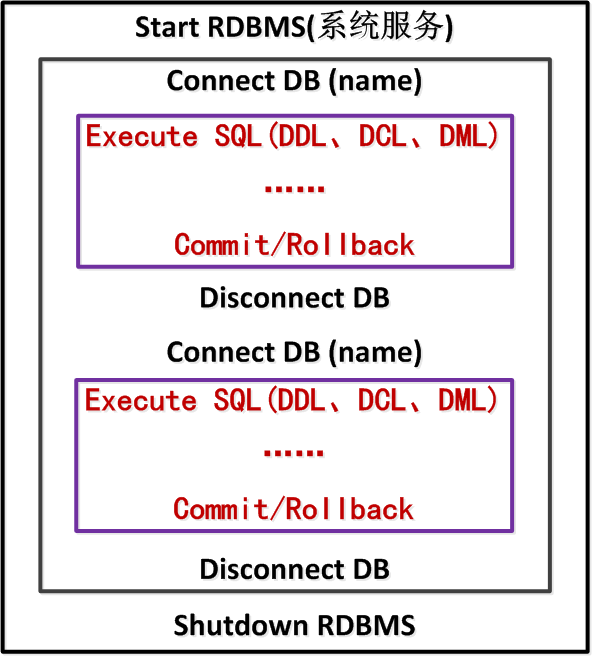 Start RDBMS(系统服务)
Connect DB (name)
Execute SQL(DDL、DCL、DML)
……
Commit/Rollback
Disconnect DB
Connect DB (name)
Execute SQL(DDL、DCL、DML)
……
Commit/Rollback
Disconnect DB
Shutdown RDBMS